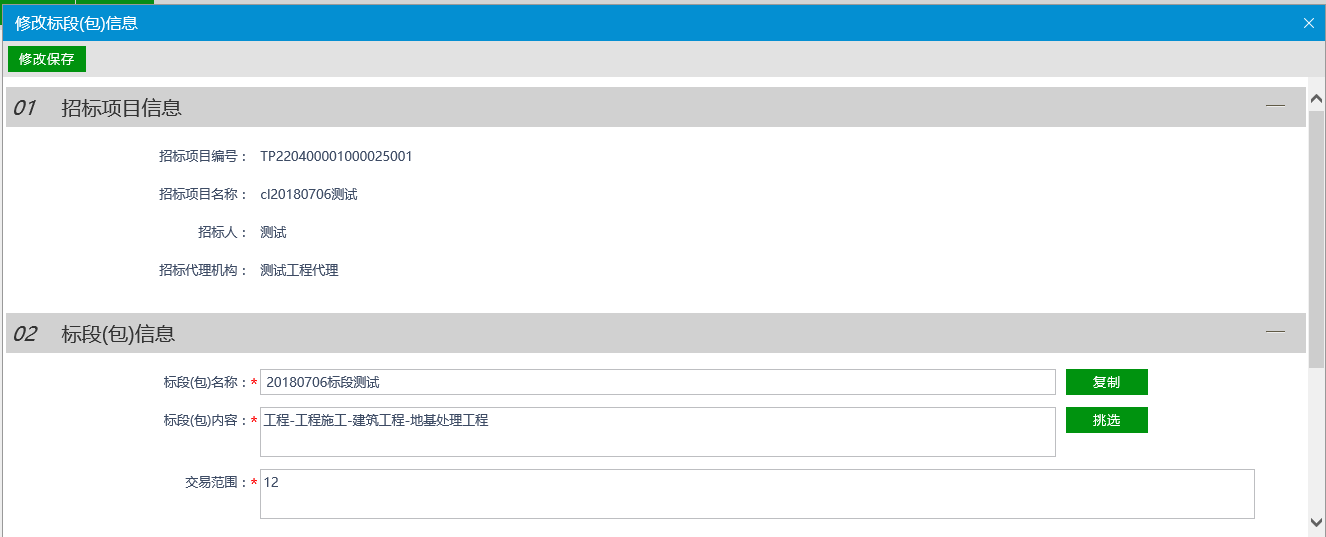 修改标段(包)信息
修改保存
01 招标项目信息
招标项目编号： TP220400001000025001
招标项目名称： cl20180706测试
招标人： 测试
招标代理机构： 测试工程代理
02 标段(包)信息
标段(包)名称：* 20180706标段测试 复制
标段(包)内容：* 工程-工程施工-建筑工程-地基处理工程 挑选
交易范围：* 12